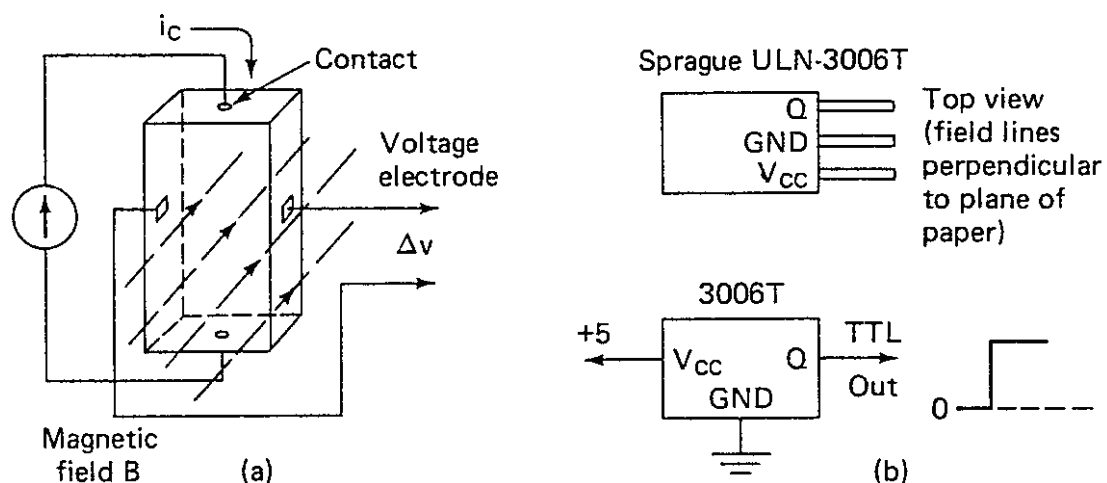 i_C
Contact
Voltage
electrode
Δv
Magnetic
field B
(a)
Sprague ULN-3006T
Q
GND
V_CC
Top view
(field lines
perpendicular
to plane of
paper)
3006T
+5
V_CC
Q
GND
TTL
Out
0
(b)